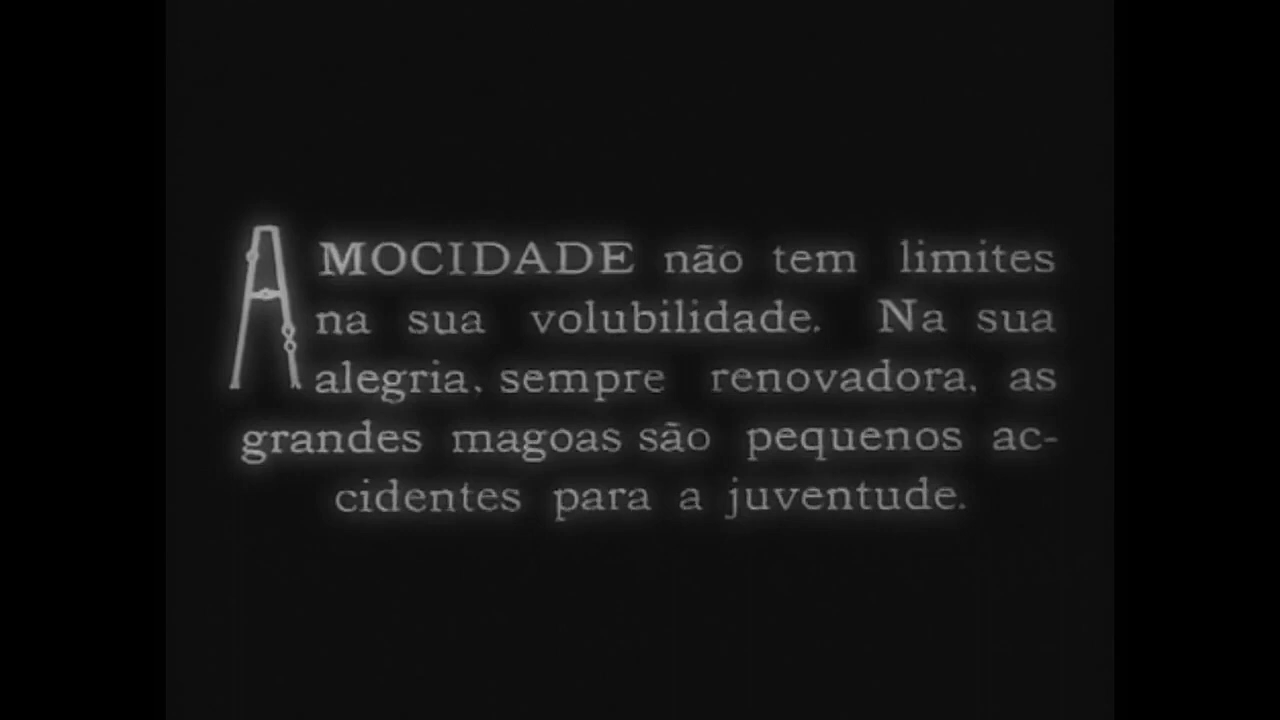 A MOCIDADE não tem limites
na sua volubilidade. Na sua
alegria, sempre renovadora, as
grandes magoas são pequenos ac-
cidentes para a juventude.